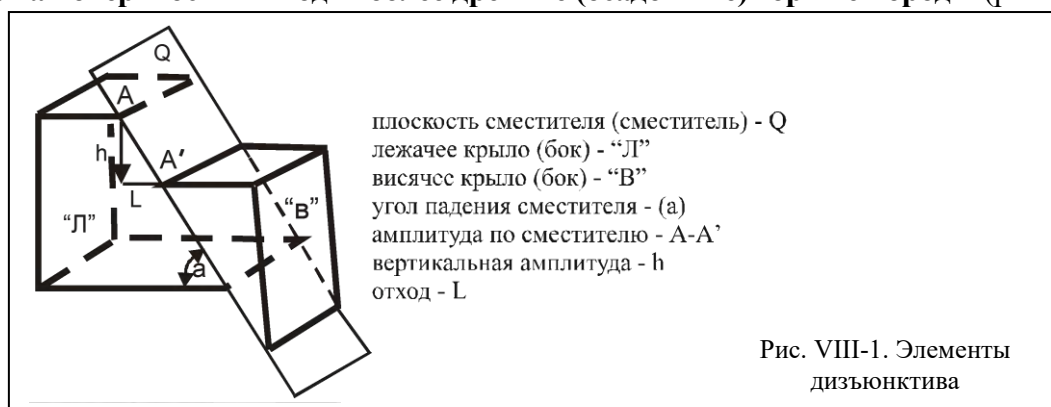 Q
A
h
A'
L
"Л"
"в"
a
плоскость сместителя (сместитель) - Q
лежачее крыло (бок) - "Л"
висячее крыло (бок) - "В"
угол падения сместителя - (а)
амплитуда по сместителю - А-А'
вертикальная амплитуда - h
отход - L
Рис. VIII-1. Элементы
дизъюнктива